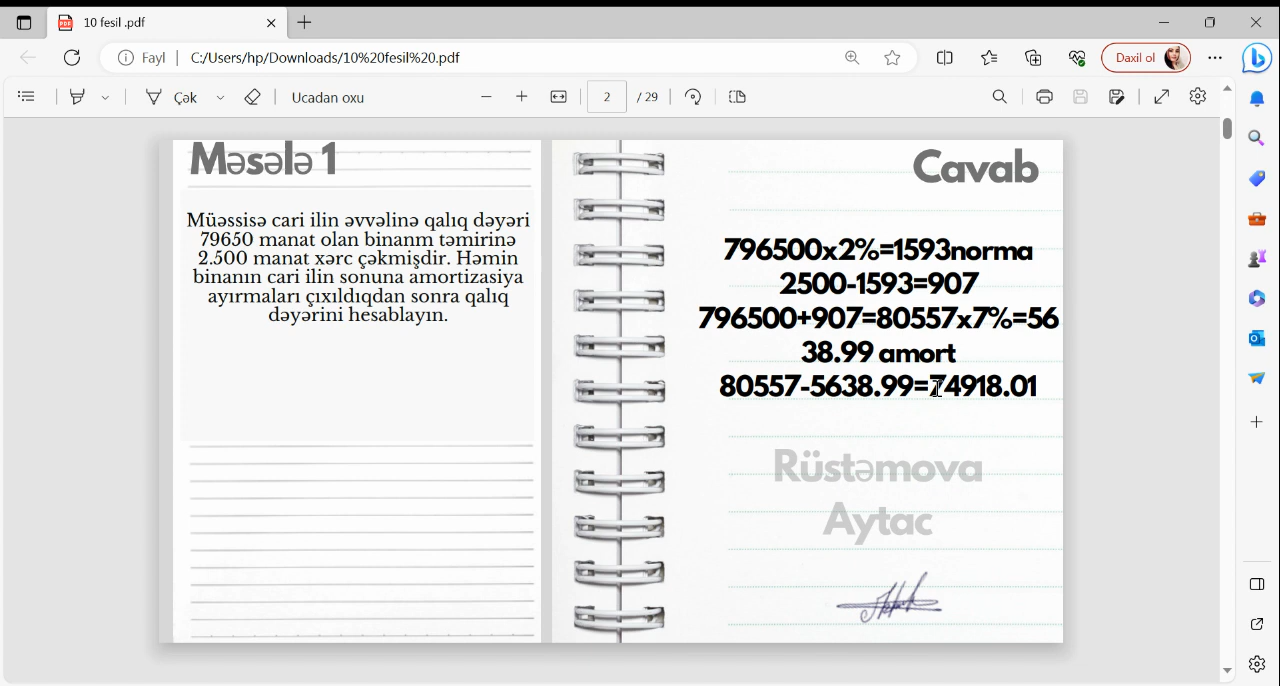 10 fesil .pdf
Fayl
C:/Users/hp/Downloads/10%20fesil%20.pdf
Daxil ol
Çək
Ucadan oxu
2
/ 29
Məsələ 1
Müəssisə cari ilin əvvəlinə qalıq dəyəri
79650 manat olan binanm təmirinə
2.500 manat xərc çəkmişdir. Həmin
binanın cari ilin sonuna amortizasiya
ayırmaları çıxıldıqdan sonra qalıq
dəyərini hesablayın.
Cavab
796500x2%=1593norma
2500-1593=907
796500+907=80557x7%=56
38.99 amort
80557-5638.99=74918.01
Rüstəmova
Aytac